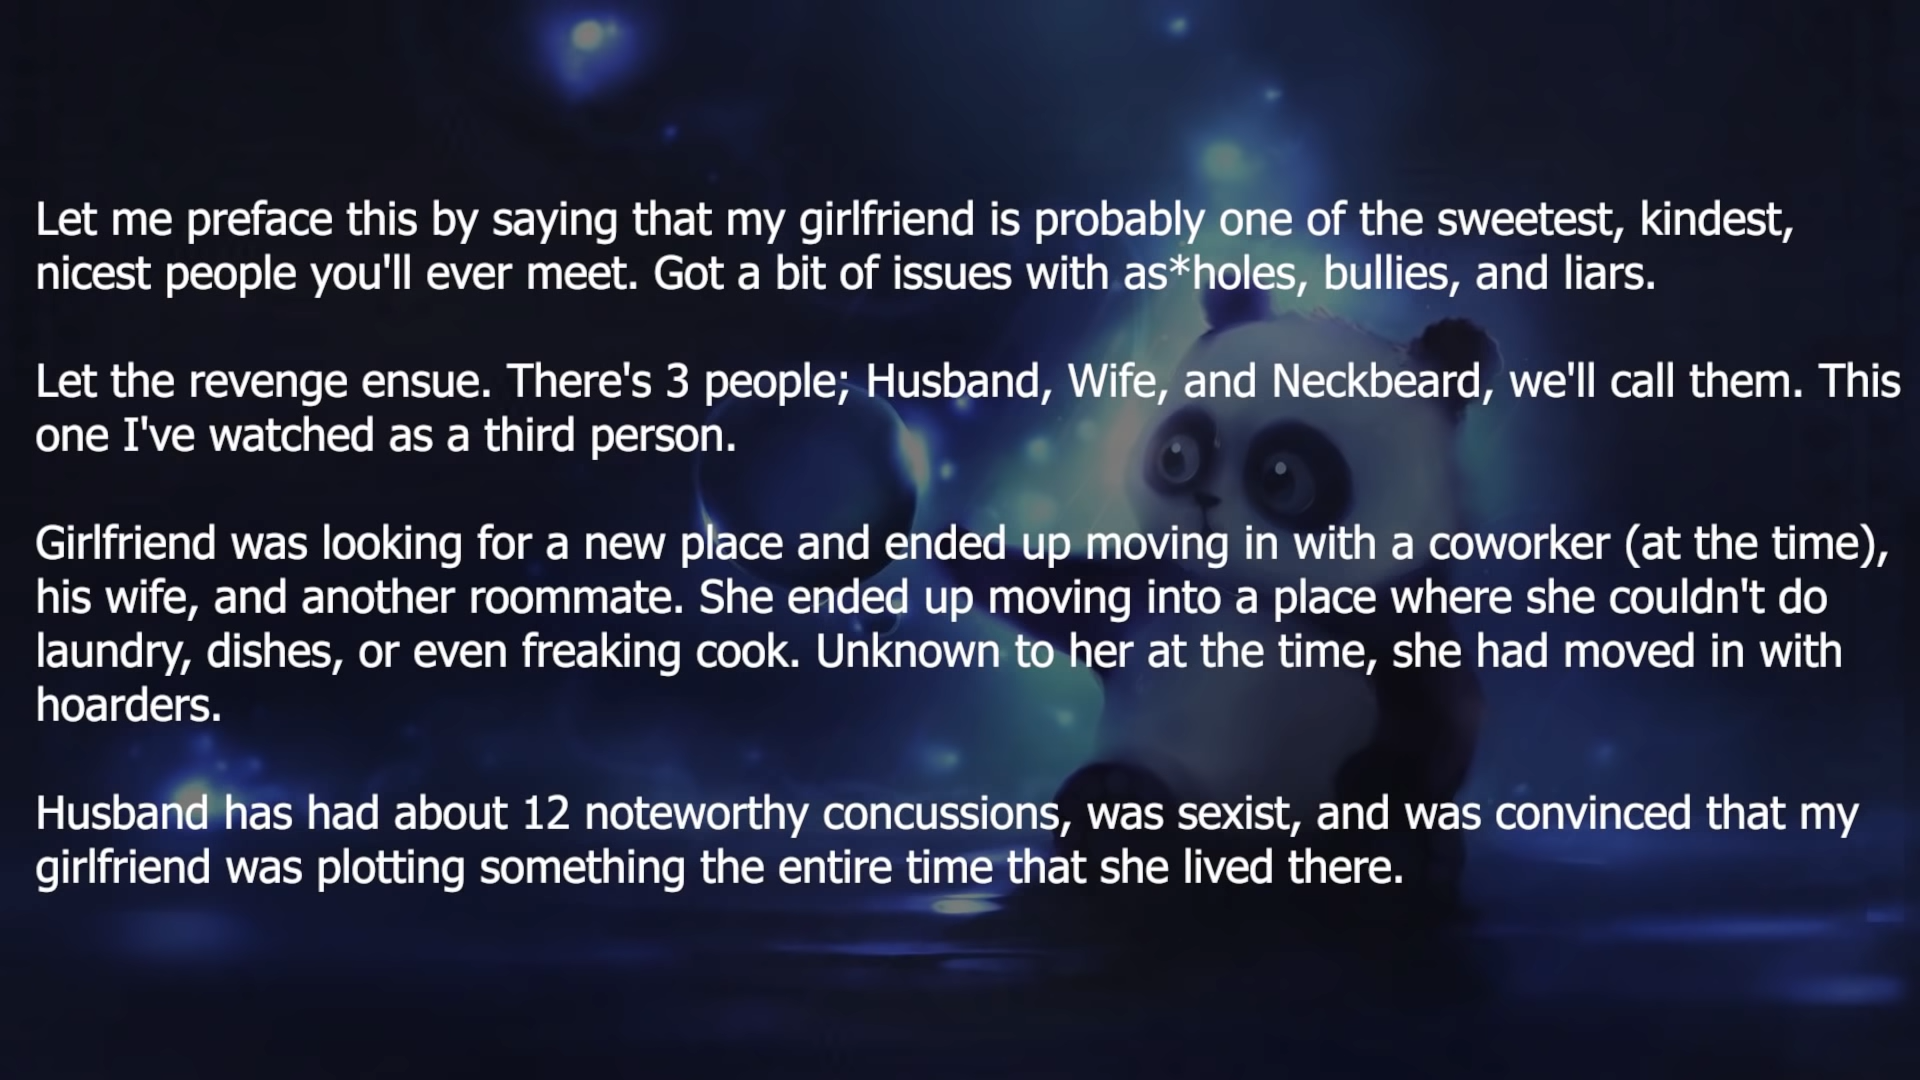 Let me preface this by saying that my girlfriend is probably one of the sweetest, kindest,
nicest people you'll ever meet. Got a bit of issues with as*holes, bullies, and liars.
Let the revenge ensue. There's 3 people; Husband, Wife, and Neckbeard, we'll call them. This
one I've watched as a third person.
Girlfriend was looking for a new place and ended up moving in with a coworker (at the time),
his wife, and another roommate. She ended up moving into a place where she couldn't do
laundry, dishes, or even freaking cook. Unknown to her at the time, she had moved in with
hoarders.
Husband has had about 12 noteworthy concussions, was sexist, and was convinced that my
girlfriend was plotting something the entire time that she lived there.